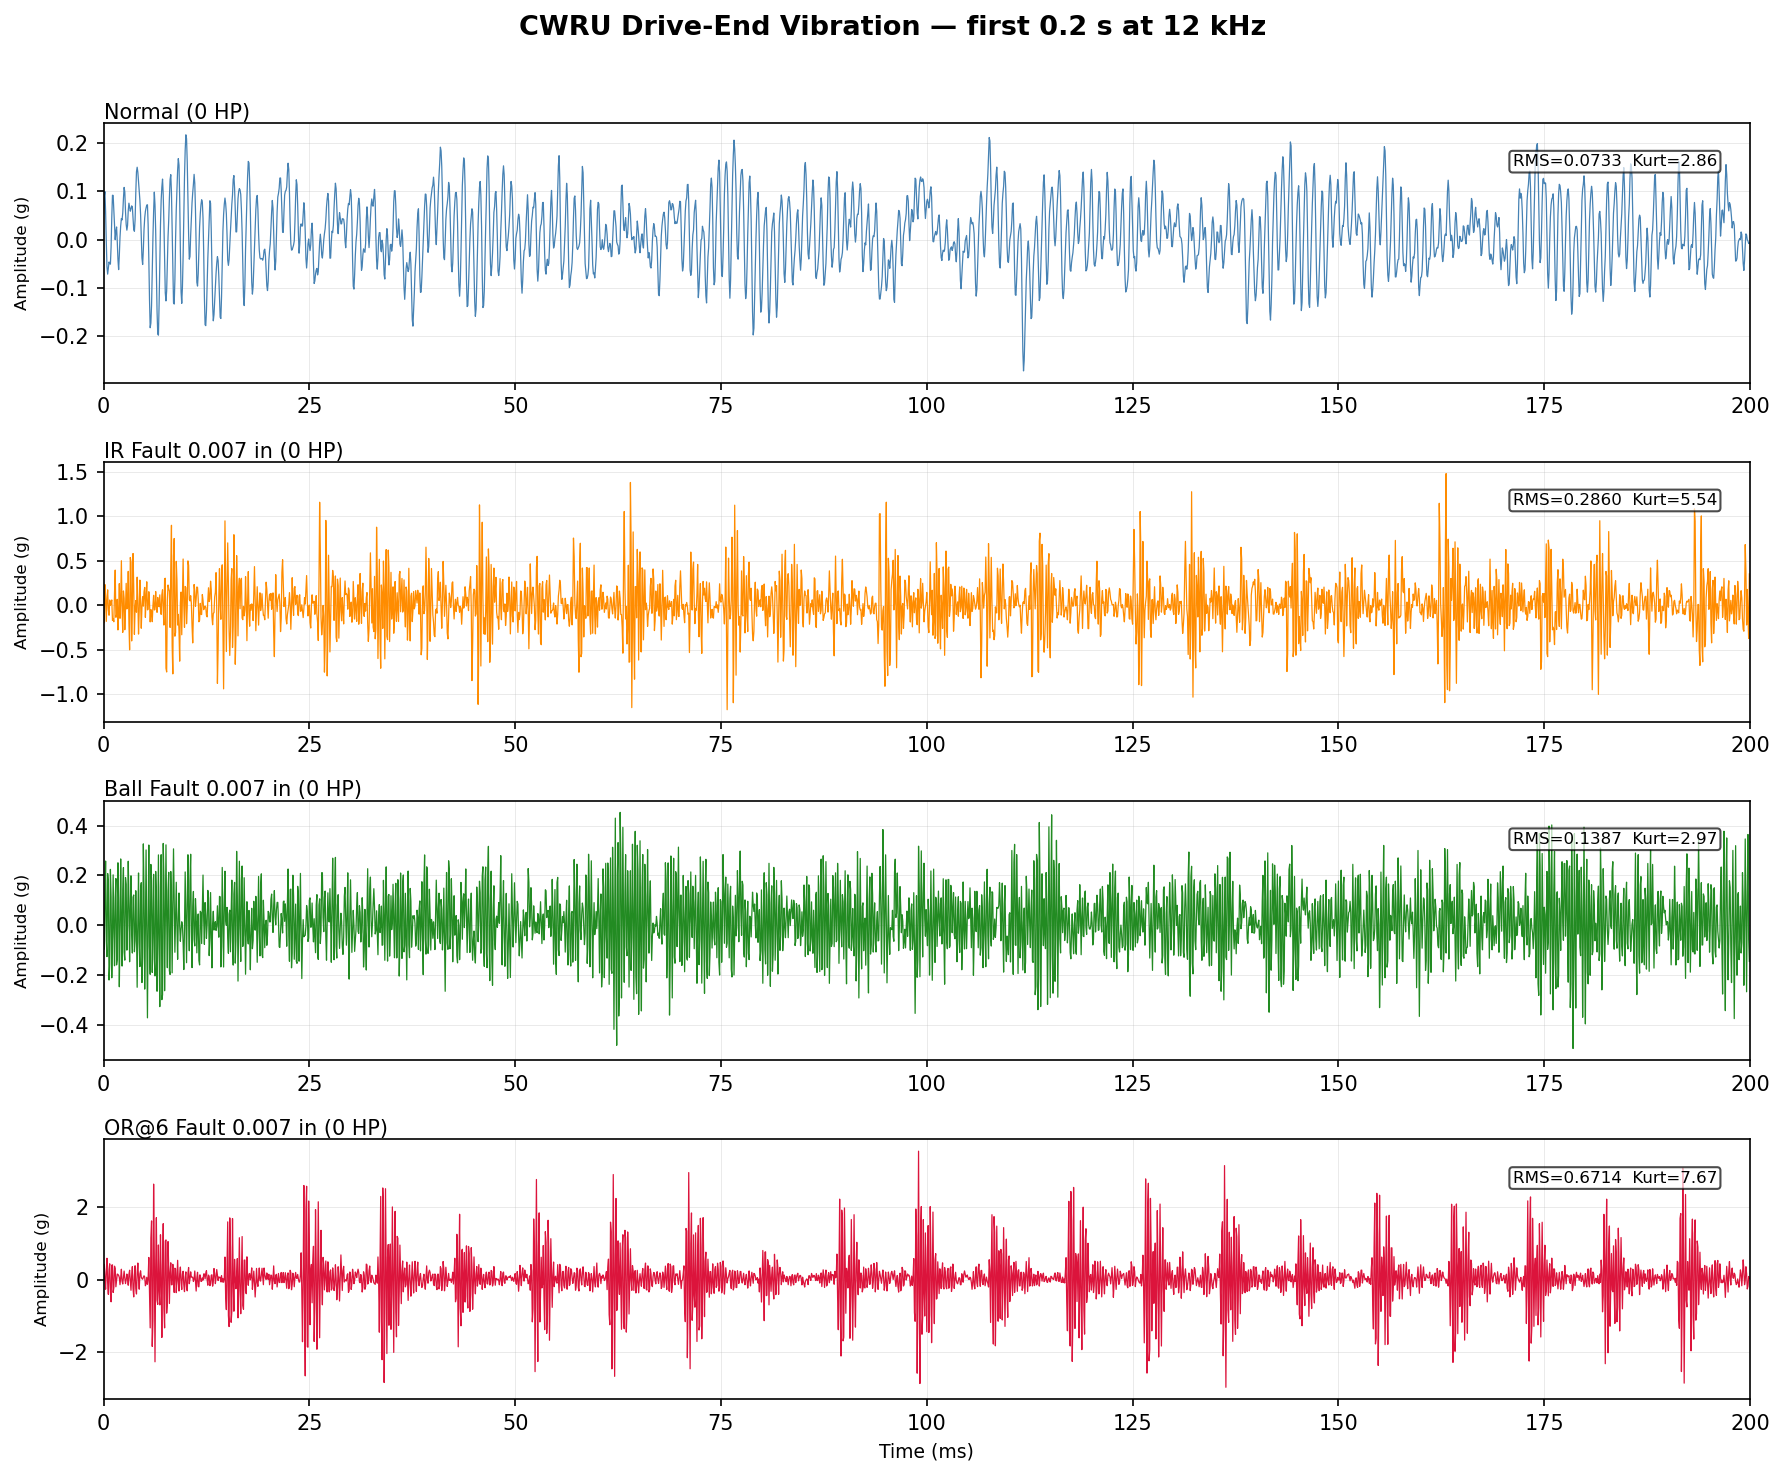 CWRU Drive-End Vibration — first 0.2 s at 12 kHz
Normal (0 HP)
Amplitude (g)
0.2
0.1
0.0
−0.1
−0.2
RMS=0.0733  Kurt=2.86
0 25 50 75 100 125 150 175 200
IR Fault 0.007 in (0 HP)
Amplitude (g)
1.5
1.0
0.5
0.0
−0.5
−1.0
RMS=0.2860  Kurt=5.54
0 25 50 75 100 125 150 175 200
Ball Fault 0.007 in (0 HP)
Amplitude (g)
0.4
0.2
0.0
−0.2
−0.4
RMS=0.1387  Kurt=2.97
0 25 50 75 100 125 150 175 200
OR@6 Fault 0.007 in (0 HP)
Amplitude (g)
2
0
−2
RMS=0.6714  Kurt=7.67
0 25 50 75 100 125 150 175 200
Time (ms)